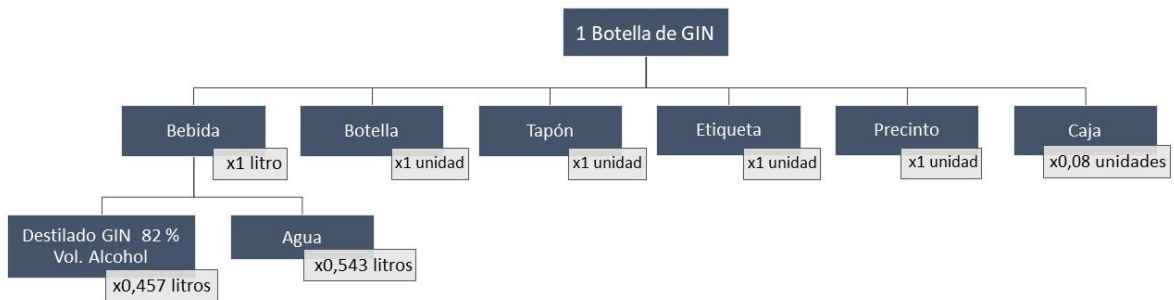 1 Botella de GIN
Bebida
x1 litro
Botella
x1 unidad
Tapón
x1 unidad
Etiqueta
x1 unidad
Precinto
x1 unidad
Caja
x0,08 unidades
Destilado GIN 82 %
Vol. Alcohol
x0,457 litros
Agua
x0,543 litros